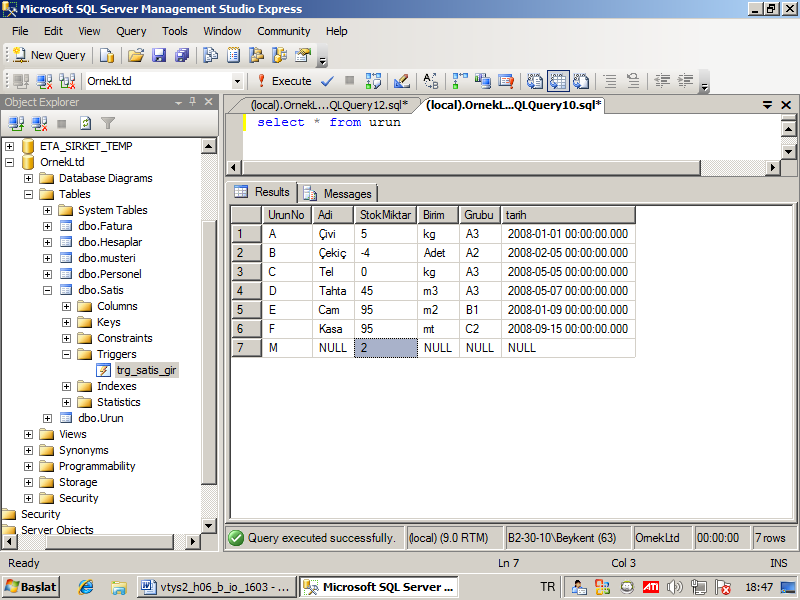 Microsoft SQL Server Management Studio Express
File Edit View Query Tools Window Community Help
New Query
OrnekLtd Execute
Object Explorer
ETA_SIRKET_TEMP
OrnekLtd
Database Diagrams
Tables
System Tables
dbo.Fatura
dbo.Hesaplar
dbo.musteri
dbo.Personel
dbo.Satis
Columns
Keys
Constraints
Triggers
trg_satis_gir
Indexes
Statistics
dbo.Urun
Views
Synonyms
Programmability
Storage
Security
Security
Server Objects
(local).OrnekL...QLQuery12.sql* (local).OrnekL...QLQuery10.sql*
select * from urun
Results Messages
UrunNo Adi StokMiktar Birim Grubu tarih
1 A Çivi 5 kg A3 2008-01-01 00:00:00.000
2 B Çekiç -4 Adet A2 2008-02-05 00:00:00.000
3 C Tel 0 kg A3 2008-05-05 00:00:00.000
4 D Tahta 45 m3 A3 2008-05-07 00:00:00.000
5 E Cam 95 m2 B1 2008-01-09 00:00:00.000
6 F Kasa 95 mt C2 2008-09-15 00:00:00.000
7 M NULL 2 NULL NULL NULL
Query executed successfully. (local) (9.0 RTM) B2-30-10\Beykent (63) OrnekLtd 00:00:00 7 rows
Ready Ln 7 Col 3 INS
Başlat vtys2_h06_b_io_1603 - ... Microsoft SQL Server ... TR ATI 18:47